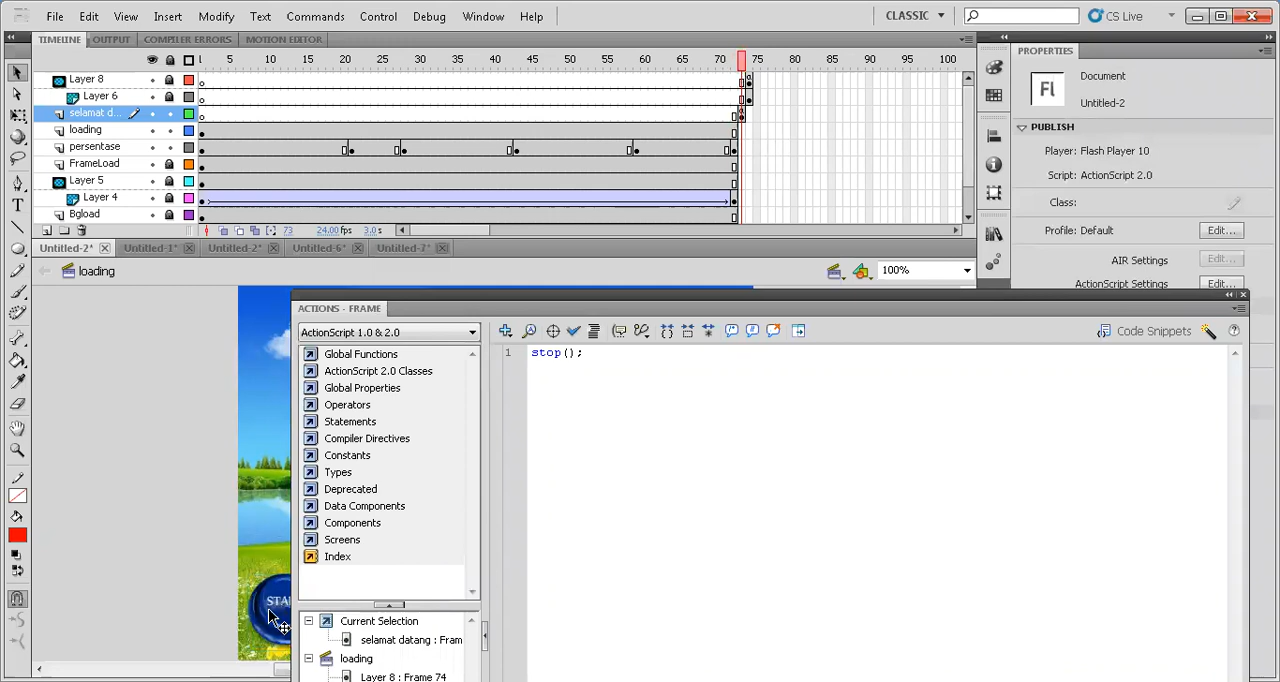 File Edit View Insert Modify Text Commands Control Debug Window Help CLASSIC CS Live
TIMELINE OUTPUT COMPILER ERRORS MOTION EDITOR
5 10 15 20 25 30 35 40 45 50 55 60 65 70 75 80 85 90 95 100
Layer 8
Layer 6
selamat d...
loading
persentase
FrameLoad
Layer 5
Layer 4
Bgload
73 24.00 fps 3.0 s
Untitled-2* Untitled-1* Untitled-2* Untitled-6* Untitled-7*
loading 100%
PROPERTIES
Fl
Document
Untitled-2
PUBLISH
Player: Flash Player 10
Script: ActionScript 2.0
Class:
Profile: Default Edit...
AIR Settings Edit...
ActionScript Settings Edit...
ACTIONS - FRAME
ActionScript 1.0 & 2.0
Code Snippets
Global Functions
ActionScript 2.0 Classes
Global Properties
Operators
Statements
Compiler Directives
Constants
Types
Deprecated
Data Components
Components
Screens
Index
Current Selection
selamat datang : Fram
loading
Layer 8 : Frame 74
1 stop();
STA